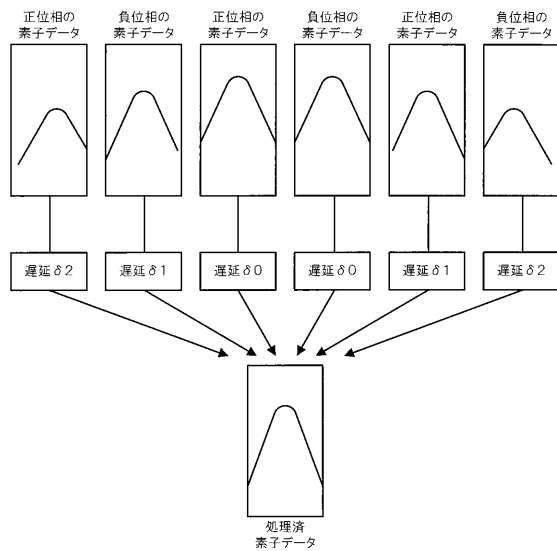 正位相の
素子データ
負位相の
素子データ
正位相の
素子データ
負位相の
素子データ
正位相の
素子データ
負位相の
素子データ
遅延δ2
遅延δ1
遅延δ0
遅延δ0
遅延δ1
遅延δ2
処理済
素子データ